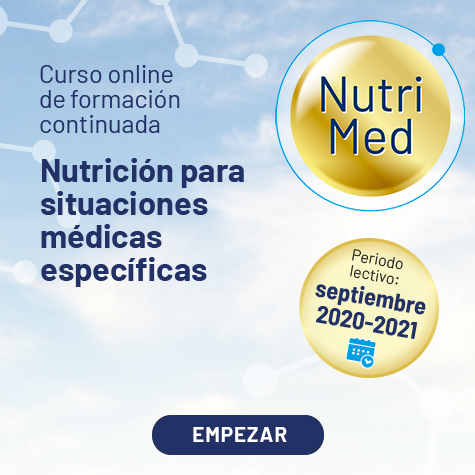 Curso online
de formación
continuada
Nutrición para
situaciones
médicas
específicas
Nutri
Med
Periodo
lectivo:
septiembre
2020-2021
EMPEZAR